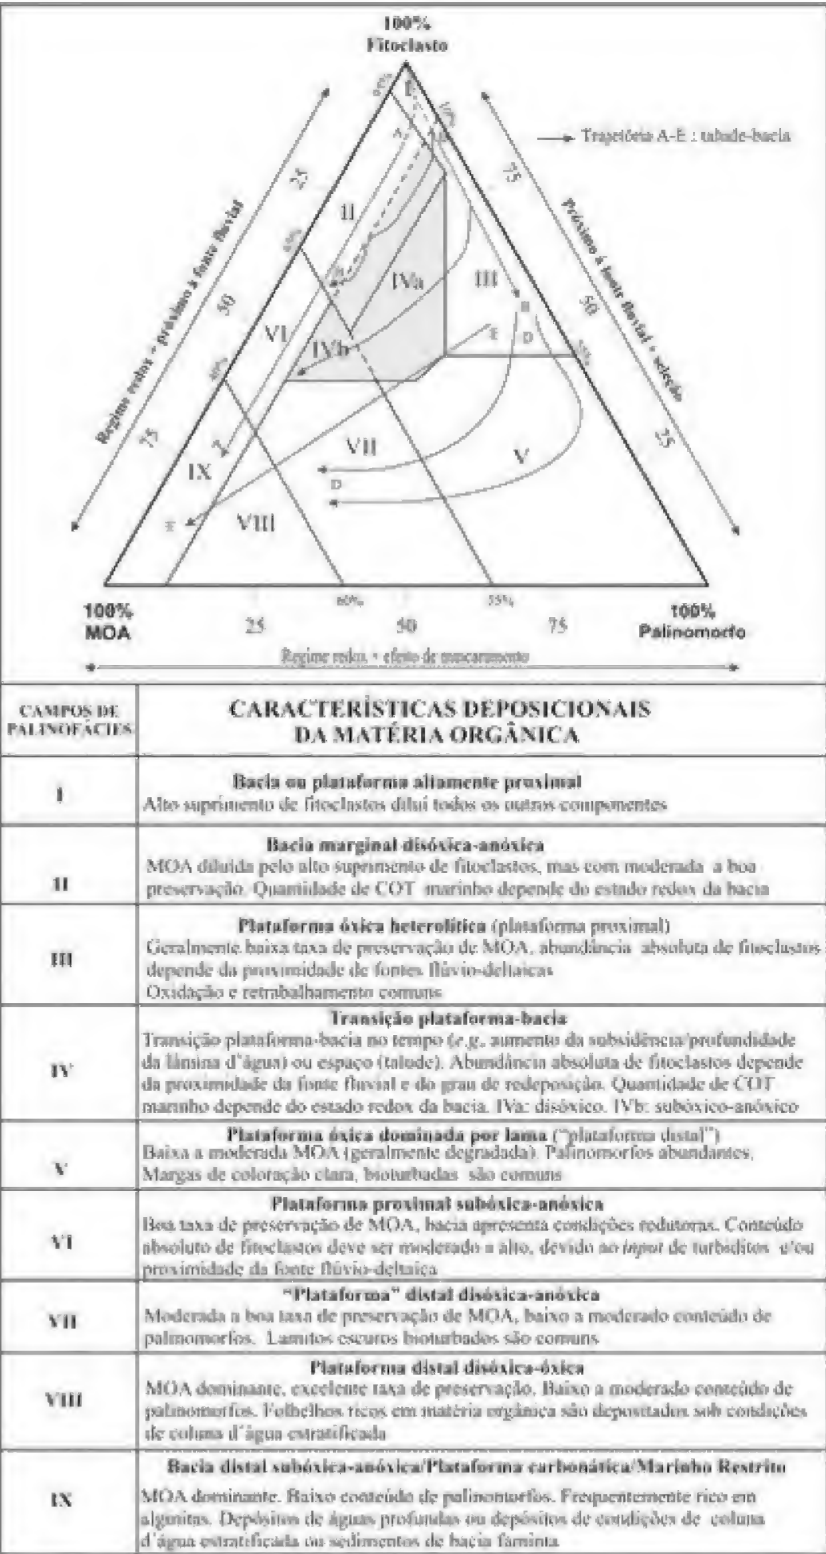 100%
Fitoclasto
Trajetória A-E : talude-bacia
25
75
II
50
Regime redox + próximo à fonte fluvial
Próximo à fonte fluvial + seleção
IVa
III
50
VI
IVb
B
E
D
75
25
IX
VII
V
D
E
VIII
100%
MOA
60%
55%
100%
Palinomorfo
25
50
75
Regime redox + efeito de mascaramento
CAMPOS DE
PALINOFÁCIES
CARACTERÍSTICAS DEPOSICIONAIS
DA MATÉRIA ORGÂNICA
I
Bacia ou plataforma altamente proximal
Alto suprimento de fitoclastos dilui todos os outros componentes
II
Bacia marginal disóxica-anóxica
MOA diluída pelo alto suprimento de fitoclastos, mas com moderada a boa
preservação. Quantidade de COT marinho depende do estado redox da bacia
III
Plataforma óxica heterolítica (plataforma proximal)
Geralmente baixa taxa de preservação de MOA, abundância absoluta de fitoclastos
depende da proximidade de fontes flúvio-deltaicas
Oxidação e retrabalhamento comuns
IV
Transição plataforma-bacia
Transição plataforma-bacia no tempo (e.g. aumento da subsidência/profundidade
da lâmina d'água) ou espaço (talude). Abundância absoluta de fitoclastos depende
da proximidade da fonte fluvial e do grau de redeposição. Quantidade de COT
marinho depende do estado redox da bacia. IVa: disóxico. IVb: subóxico-anóxico
V
Plataforma óxica dominada por lama ("plataforma distal")
Baixa a moderada MOA (geralmente degradada). Palinomorfos abundantes.
Margas de coloração clara, bioturbadas são comuns
VI
Plataforma proximal subóxica-anóxica
Boa taxa de preservação de MOA, bacia apresenta condições redutoras. Conteúdo
absoluto de fitoclastos deve ser moderado a alto, devido ao input de turbiditos e/ou
proximidade da fonte flúvio-deltaica
VII
"Plataforma" distal disóxica-anóxica
Moderada a boa taxa de preservação de MOA, baixo a moderado conteúdo de
palinomorfos. Lamitos escuros bioturbados são comuns
VIII
Plataforma distal disóxica-óxica
MOA dominante, excelente taxa de preservação. Baixo a moderado conteúdo de
palinomorfos. Folhelhos ricos em matéria orgânica são depositados sob condições
de coluna d'água estratificada
IX
Bacia distal subóxica-anóxica/Plataforma carbonática/Marinho Restrito
MOA dominante. Baixo conteúdo de palinomorfos. Frequentemente rico em
alginitas. Depósitos de águas profundas ou depósitos de condições de coluna
d'água estratificada ou sedimentos de bacia faminta